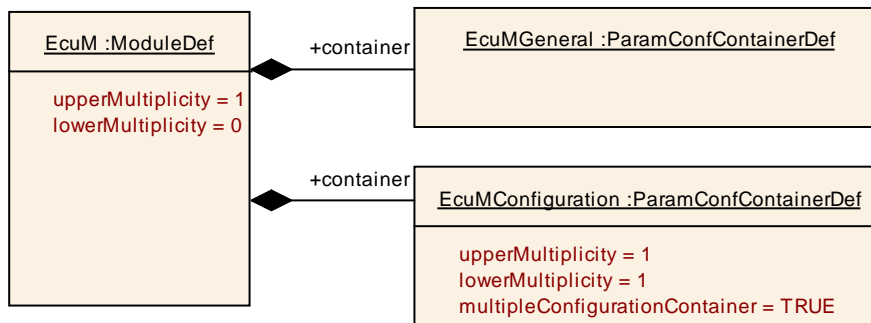 EcuM :ModuleDef
upperMultiplicity = 1
lowerMultiplicity = 0
+container
EcuMGeneral :ParamConfContainerDef
+container
EcuMConfiguration :ParamConfContainerDef
upperMultiplicity = 1
lowerMultiplicity = 1
multipleConfigurationContainer = TRUE